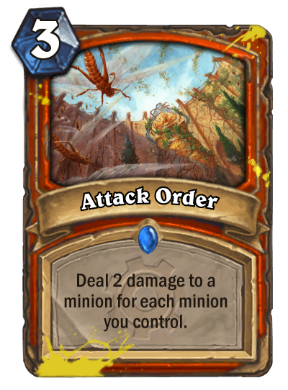 3
Attack Order
Deal 2 damage to a
minion for each minion
you control.